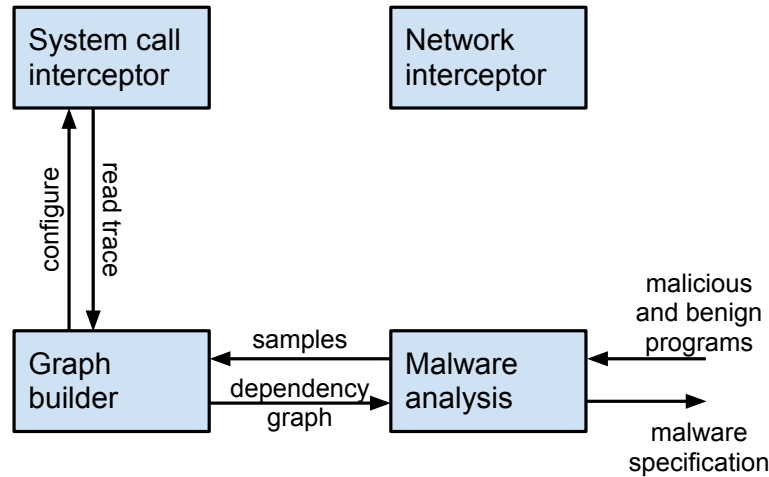 System call
interceptor
Network
interceptor
configure
read trace
malicious
and benign
programs
samples
Graph
builder
dependency
graph
Malware
analysis
malware
specification